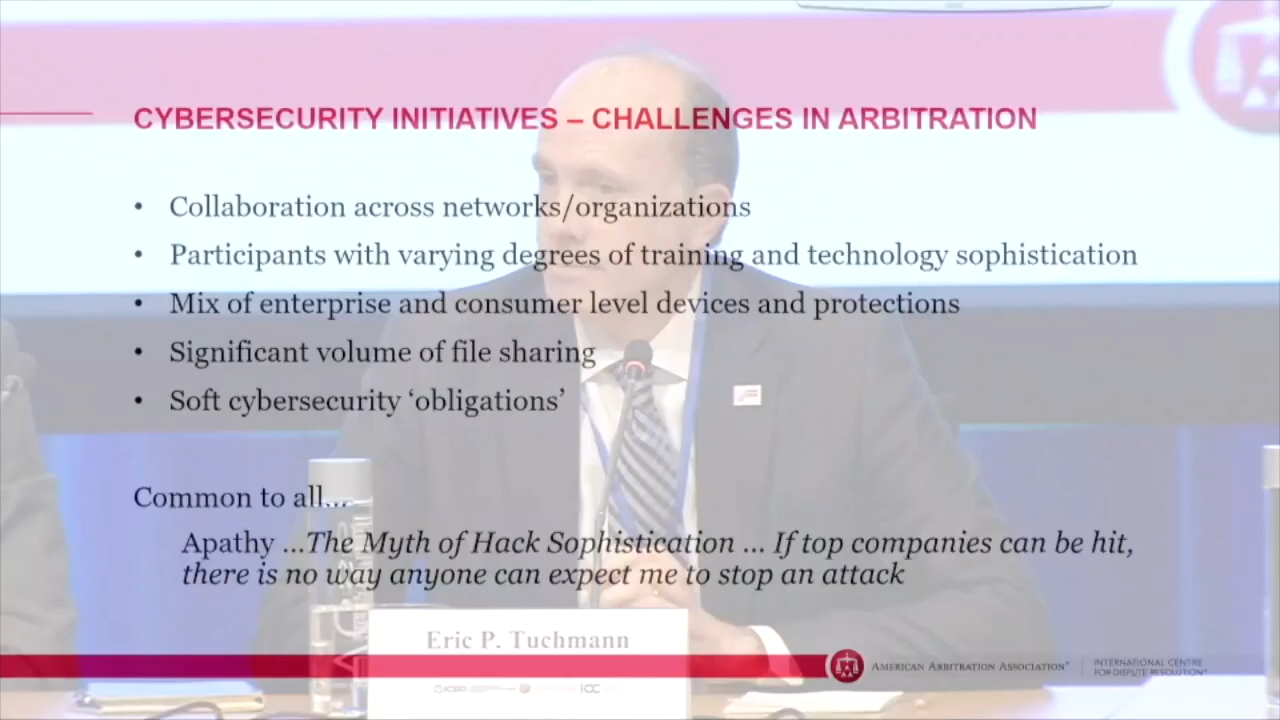 CYBERSECURITY INITIATIVES – CHALLENGES IN ARBITRATION
• Collaboration across networks/organizations
• Participants with varying degrees of training and technology sophistication
• Mix of enterprise and consumer level devices and protections
• Significant volume of file sharing
• Soft cybersecurity ‘obligations’
Common to all....
Apathy ...The Myth of Hack Sophistication ... If top companies can be hit,
there is no way anyone can expect me to stop an attack
Eric P. Tuchmann
AMERICAN ARBITRATION ASSOCIATION®
INTERNATIONAL CENTRE
FOR DISPUTE RESOLUTION®
ICSID
ICC